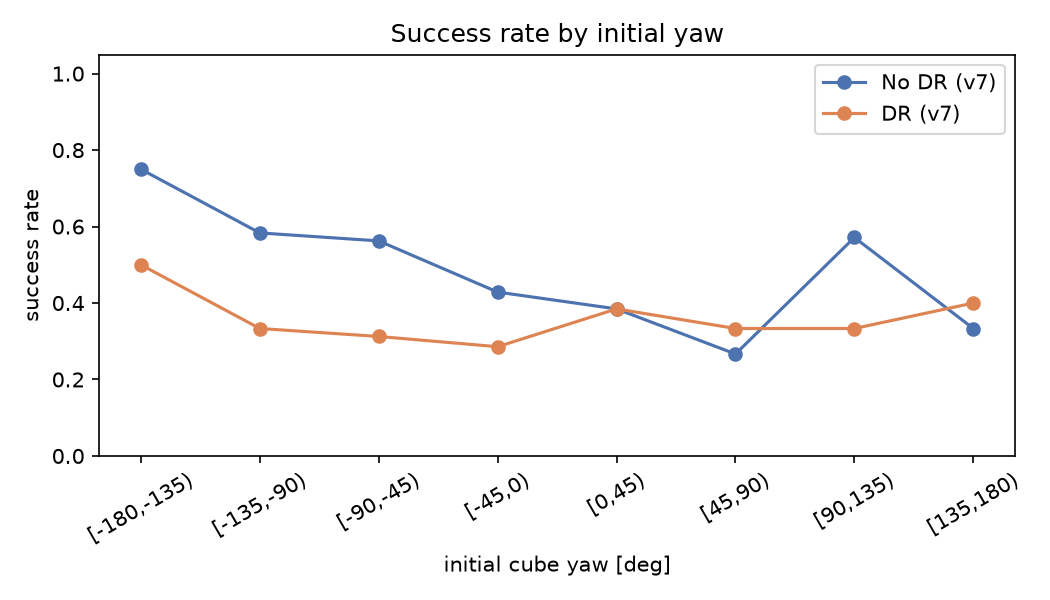 Success rate by initial yaw
No DR (v7)
DR (v7)
success rate
1.0
0.8
0.6
0.4
0.2
0.0
[-180,-135)
[-135,-90)
[-90,-45)
[-45,0)
[0,45)
[45,90)
[90,135)
[135,180)
initial cube yaw [deg]